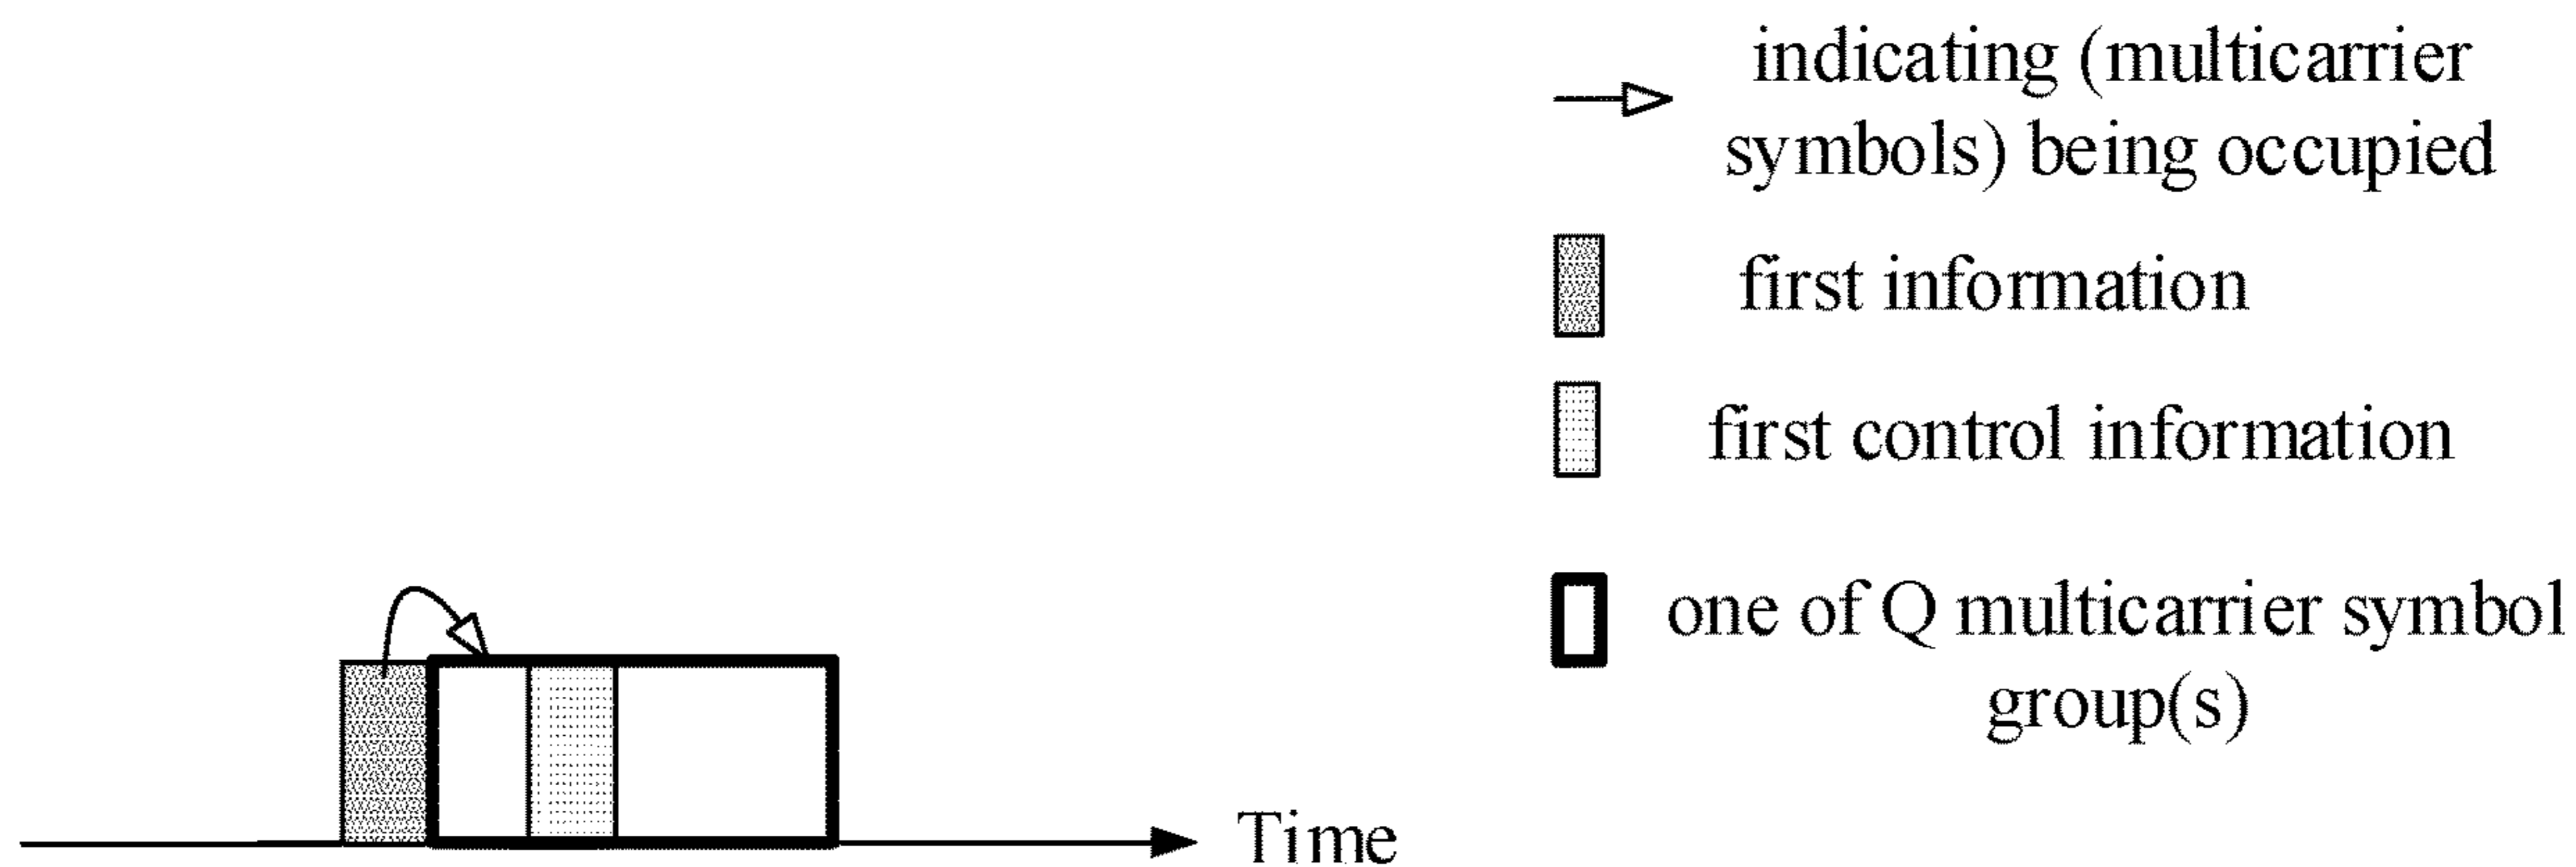 indicating (multicarrier
symbols) being occupied
first information
first control information
one of Q multicarrier symbol
group(s)
Time